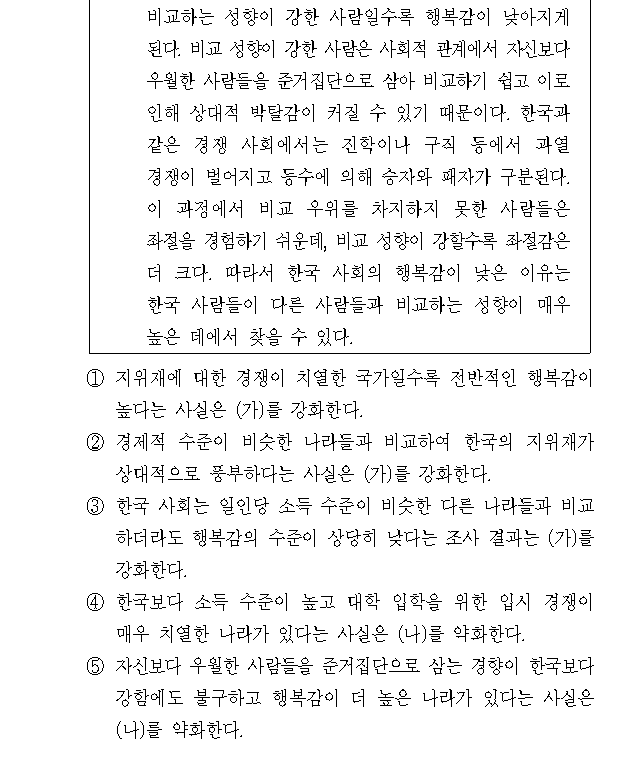 비교하는 성향이 강한 사람일수록 행복감이 낮아지게
된다. 비교 성향이 강한 사람은 사회적 관계에서 자신보다
우월한 사람들을 준거집단으로 삼아 비교하기 쉽고 이로
인해 상대적 박탈감이 커질 수 있기 때문이다. 한국과
같은 경쟁 사회에서는 진학이나 구직 등에서 과열
경쟁이 벌어지고 등수에 의해 승자와 패자가 구분된다.
이 과정에서 비교 우위를 차지하지 못한 사람들은
좌절을 경험하기 쉬운데, 비교 성향이 강할수록 좌절감은
더 크다. 따라서 한국 사회의 행복감이 낮은 이유는
한국 사람들이 다른 사람들과 비교하는 성향이 매우
높은 데에서 찾을 수 있다.
① 지위재에 대한 경쟁이 치열한 국가일수록 전반적인 행복감이
높다는 사실은 (가)를 강화한다.
② 경제적 수준이 비슷한 나라들과 비교하여 한국의 지위재가
상대적으로 풍부하다는 사실은 (가)를 강화한다.
③ 한국 사회는 일인당 소득 수준이 비슷한 다른 나라들과 비교
하더라도 행복감의 수준이 상당히 낮다는 조사 결과는 (가)를
강화한다.
④ 한국보다 소득 수준이 높고 대학 입학을 위한 입시 경쟁이
매우 치열한 나라가 있다는 사실은 (나)를 약화한다.
⑤ 자신보다 우월한 사람들을 준거집단으로 삼는 경향이 한국보다
강함에도 불구하고 행복감이 더 높은 나라가 있다는 사실은
(나)를 약화한다.